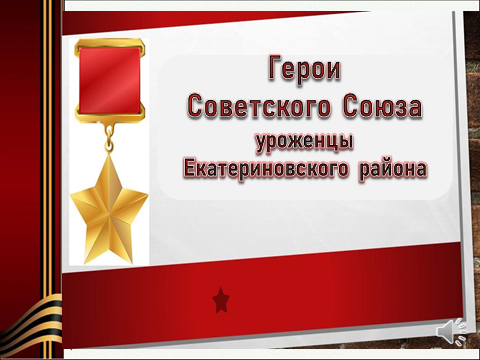 Герои
Советского Союза
уроженцы
Екатериновского района